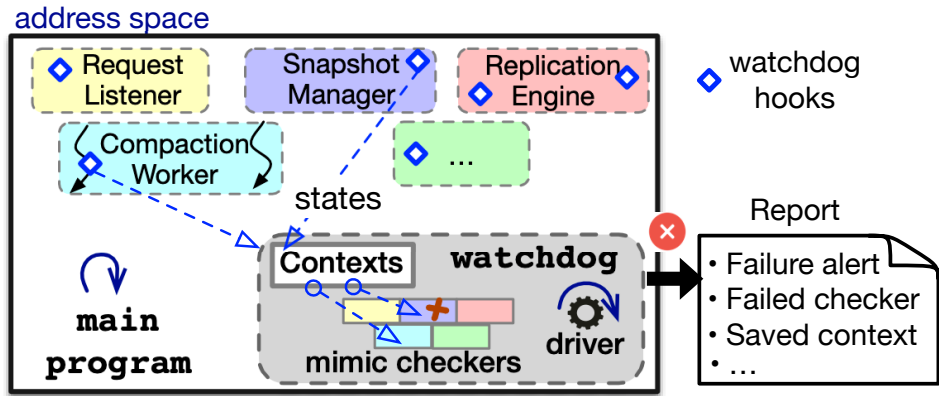 address space
Request
Listener
Snapshot
Manager
Replication
Engine
watchdog
hooks
Compaction
Worker
...
states
Report
Contexts
watchdog
main
program
mimic checkers
driver
• Failure alert
• Failed checker
• Saved context
• ...